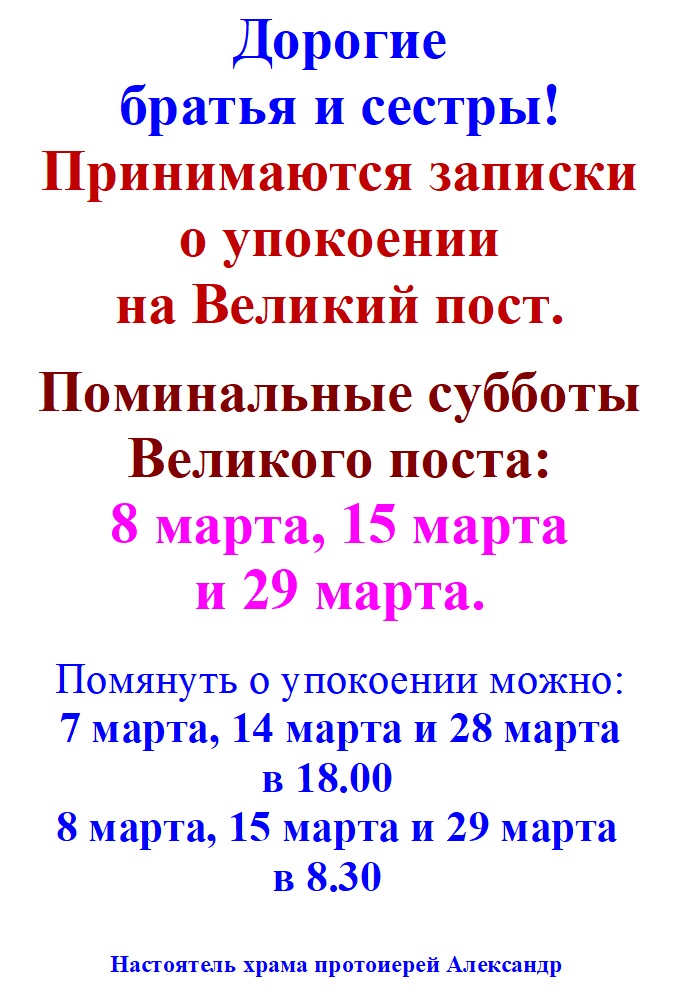 Дорогие
братья и сестры!
Принимаются записки
о упокоении
на Великий пост.
Поминальные субботы
Великого поста:
8 марта, 15 марта
и 29 марта.
Помянуть о упокоении можно:
7 марта, 14 марта и 28 марта
в 18.00
8 марта, 15 марта и 29 марта
в 8.30
Настоятель храма протоиерей Александр